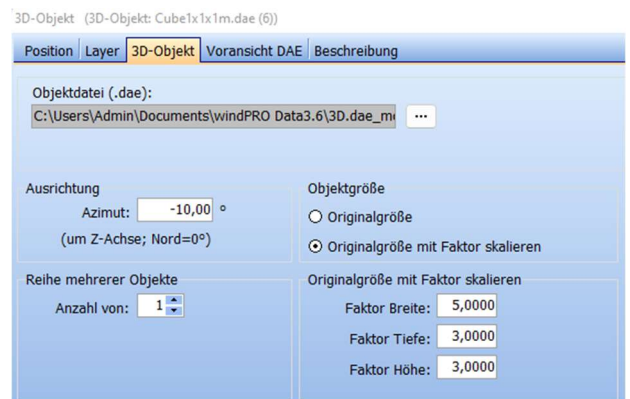 3D-Objekt (3D-Objekt: Cube1x1x1m.dae (6))
Position Layer 3D-Objekt Voransicht DAE Beschreibung
Objektdatei (.dae):
C:\Users\Admin\Documents\windPRO Data3.6\3D.dae_m ...
Ausrichtung
Azimut: -10,00 °
(um Z-Achse; Nord=0°)
Objektgröße
Originalgröße
Originalgröße mit Faktor skalieren
Reihe mehrerer Objekte
Anzahl von: 1
Originalgröße mit Faktor skalieren
Faktor Breite: 5,0000
Faktor Tiefe: 3,0000
Faktor Höhe: 3,0000